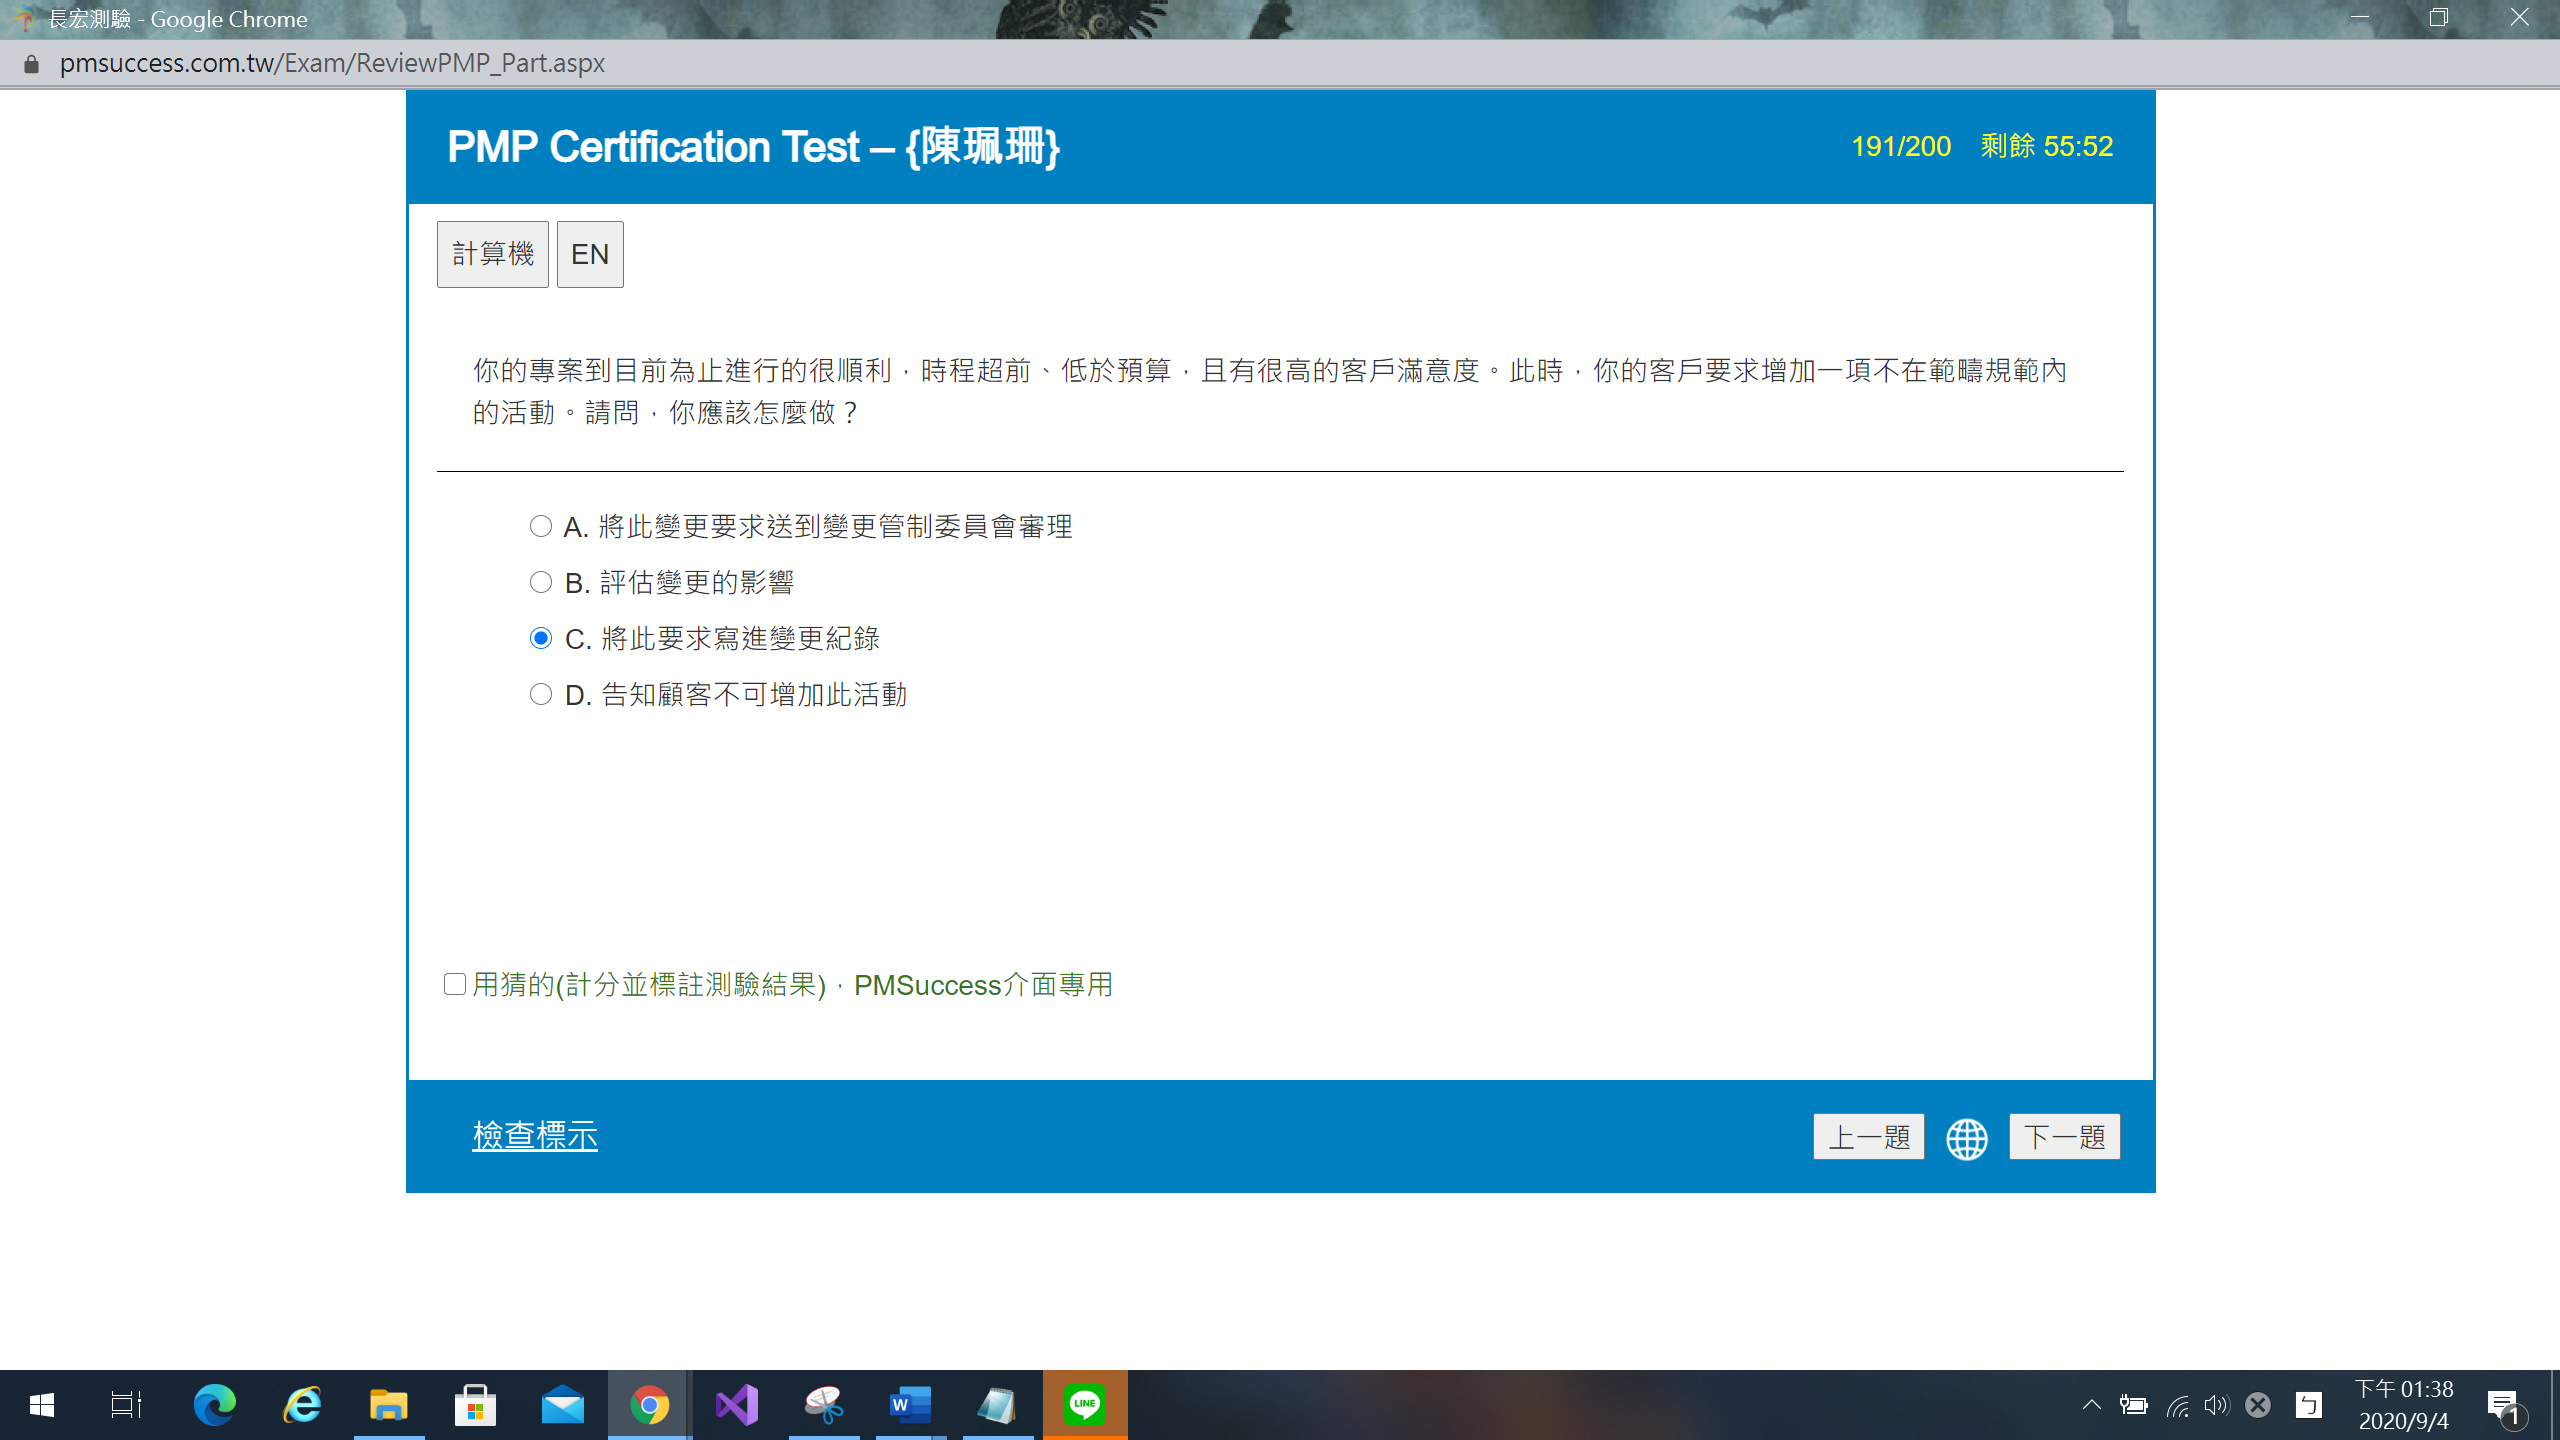 長宏測驗 - Google Chrome
pmsuccess.com.tw/Exam/ReviewPMP_Part.aspx
PMP Certification Test – {陳珮珊}
191/200 剩餘 55:52
計算機 EN
你的專案到目前為止進行的很順利，時程超前、低於預算，且有很高的客戶滿意度。此時，你的客戶要求增加一項不在範疇規範內
的活動。請問，你應該怎麼做？
A. 將此變更要求送到變更管制委員會審理
B. 評估變更的影響
C. 將此要求寫進變更紀錄
D. 告知顧客不可增加此活動
用猜的(計分並標註測驗結果)，PMSuccess介面專用
檢查標示 上一題 下一題
W LINE ㄅ 下午 01:38
2020/9/4 1